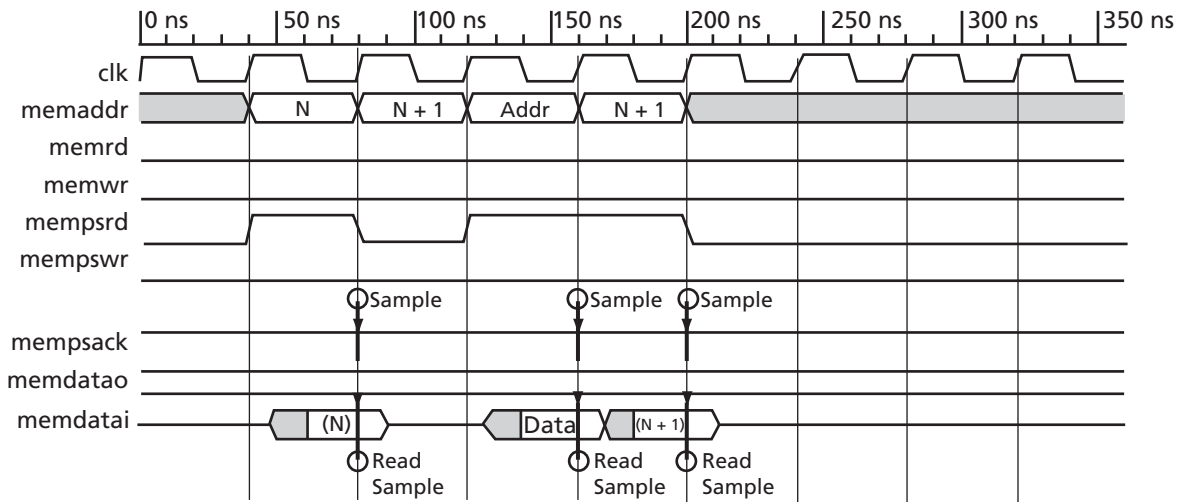 0 ns 50 ns 100 ns 150 ns 200 ns 250 ns 300 ns 350 ns
clk
memaddr N N + 1 Addr N + 1
memrd
memwr
mempsrd
mempswr
Sample Sample Sample
mempsack
memdatao
memdatai (N) Data (N + 1)
Read Read Read
Sample Sample Sample